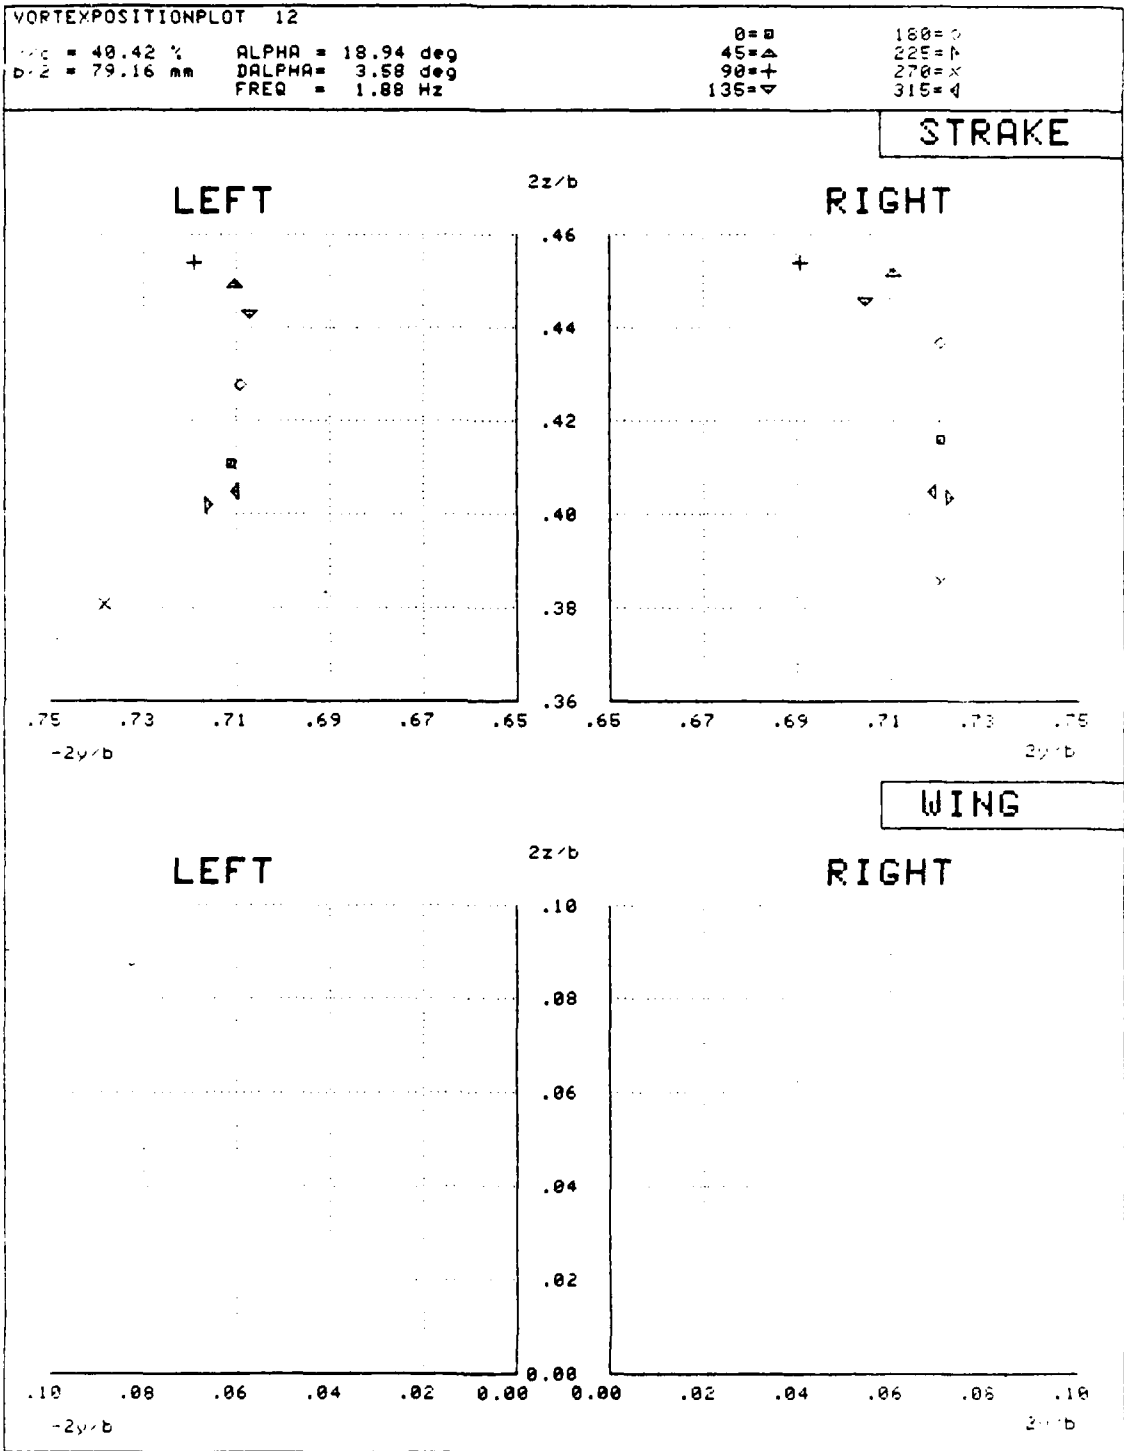 VORTEXPOSITIONPLOT 12
= 40.42 % ALPHA = 18.94 deg
b/2 = 79.16 mm DALPHA= 3.58 deg
FREQ = 1.88 Hz
0= 180=
45= 225=
90=+ 270=×
135= 315=
STRAKE
2z/b
LEFT RIGHT
.46
.44
.42
.40
.38
.36
.75 .73 .71 .69 .67 .65 .65 .67 .69 .71 .73 .75
-2y/b 2y/b
WING
2z/b
LEFT RIGHT
.10
.08
.06
.04
.02
0.00
.10 .08 .06 .04 .02 0.00 0.00 .02 .04 .06 .08 .10
-2y/b 2y/b